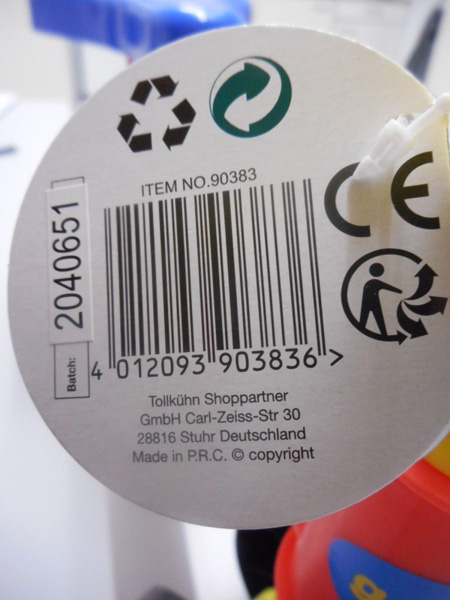 ITEM NO.90383
Batch: 2040651
4 012093 903836 >
Tollkühn Shoppartner
GmbH Carl-Zeiss-Str 30
28816 Stuhr Deutschland
Made in P.R.C. © copyright
CE